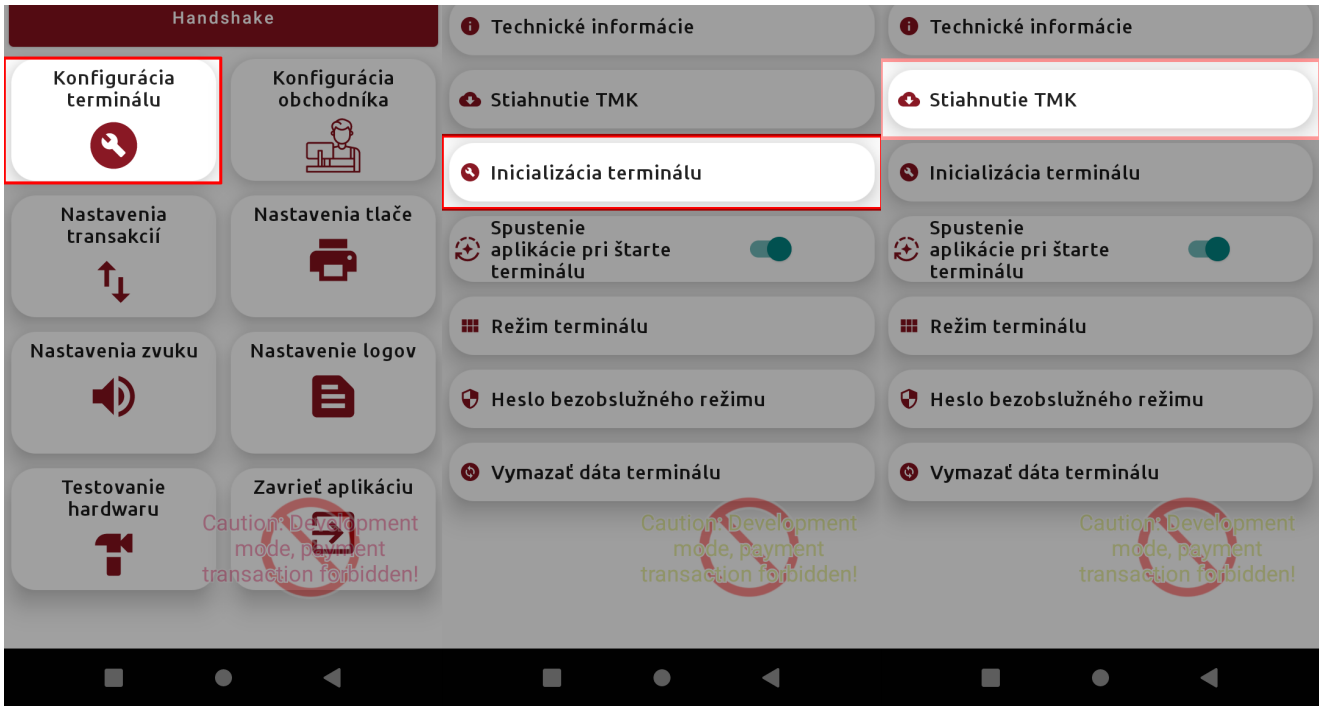 Handshake
Konfigurácia
terminálu
Konfigurácia
obchodníka
Nastavenia
transakcií
Nastavenia tlače
Nastavenia zvuku
Nastavenie logov
Testovanie
hardwaru
Zavrieť aplikáciu
Caution: Development
mode, payment
transaction forbidden!
Technické informácie
Stiahnutie TMK
Inicializácia terminálu
Spustenie
aplikácie pri štarte
terminálu
Režim terminálu
Heslo bezobslužného režimu
Vymazať dáta terminálu
Caution: Development
mode, payment
transaction forbidden!
Technické informácie
Stiahnutie TMK
Inicializácia terminálu
Spustenie
aplikácie pri štarte
terminálu
Režim terminálu
Heslo bezobslužného režimu
Vymazať dáta terminálu
Caution: Development
mode, payment
transaction forbidden!